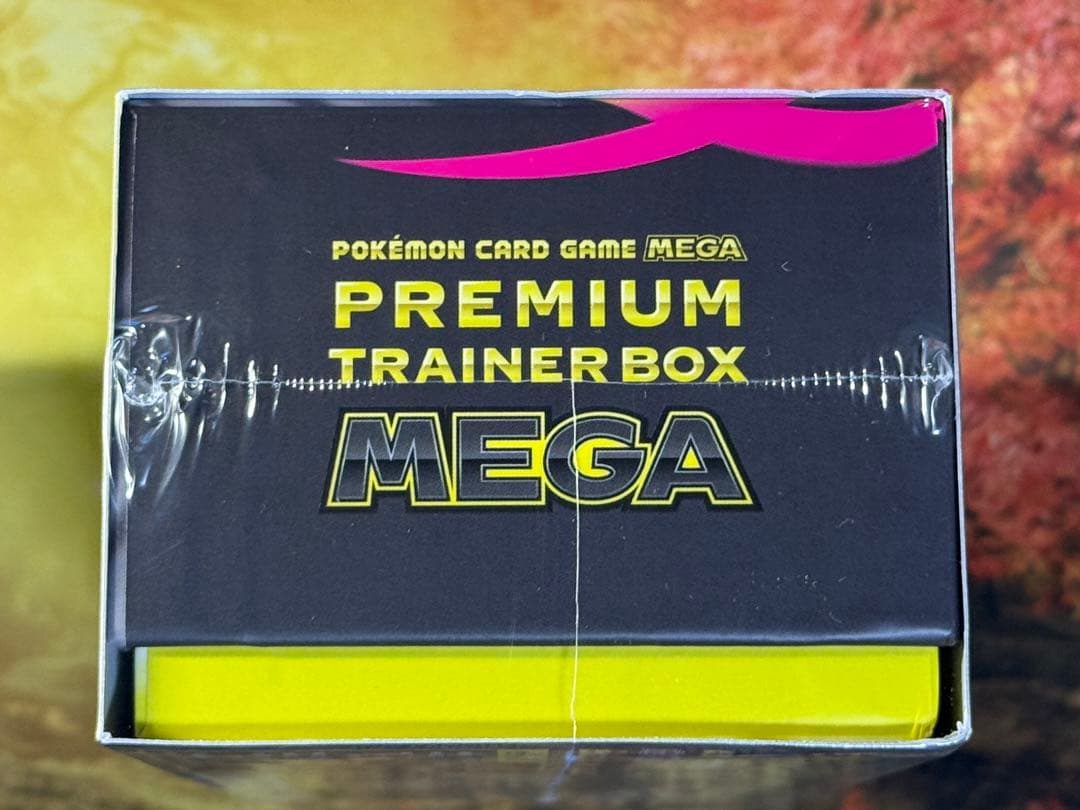 POKÉMON CARD GAME MEGA
PREMIUM
TRAINER BOX
MEGA